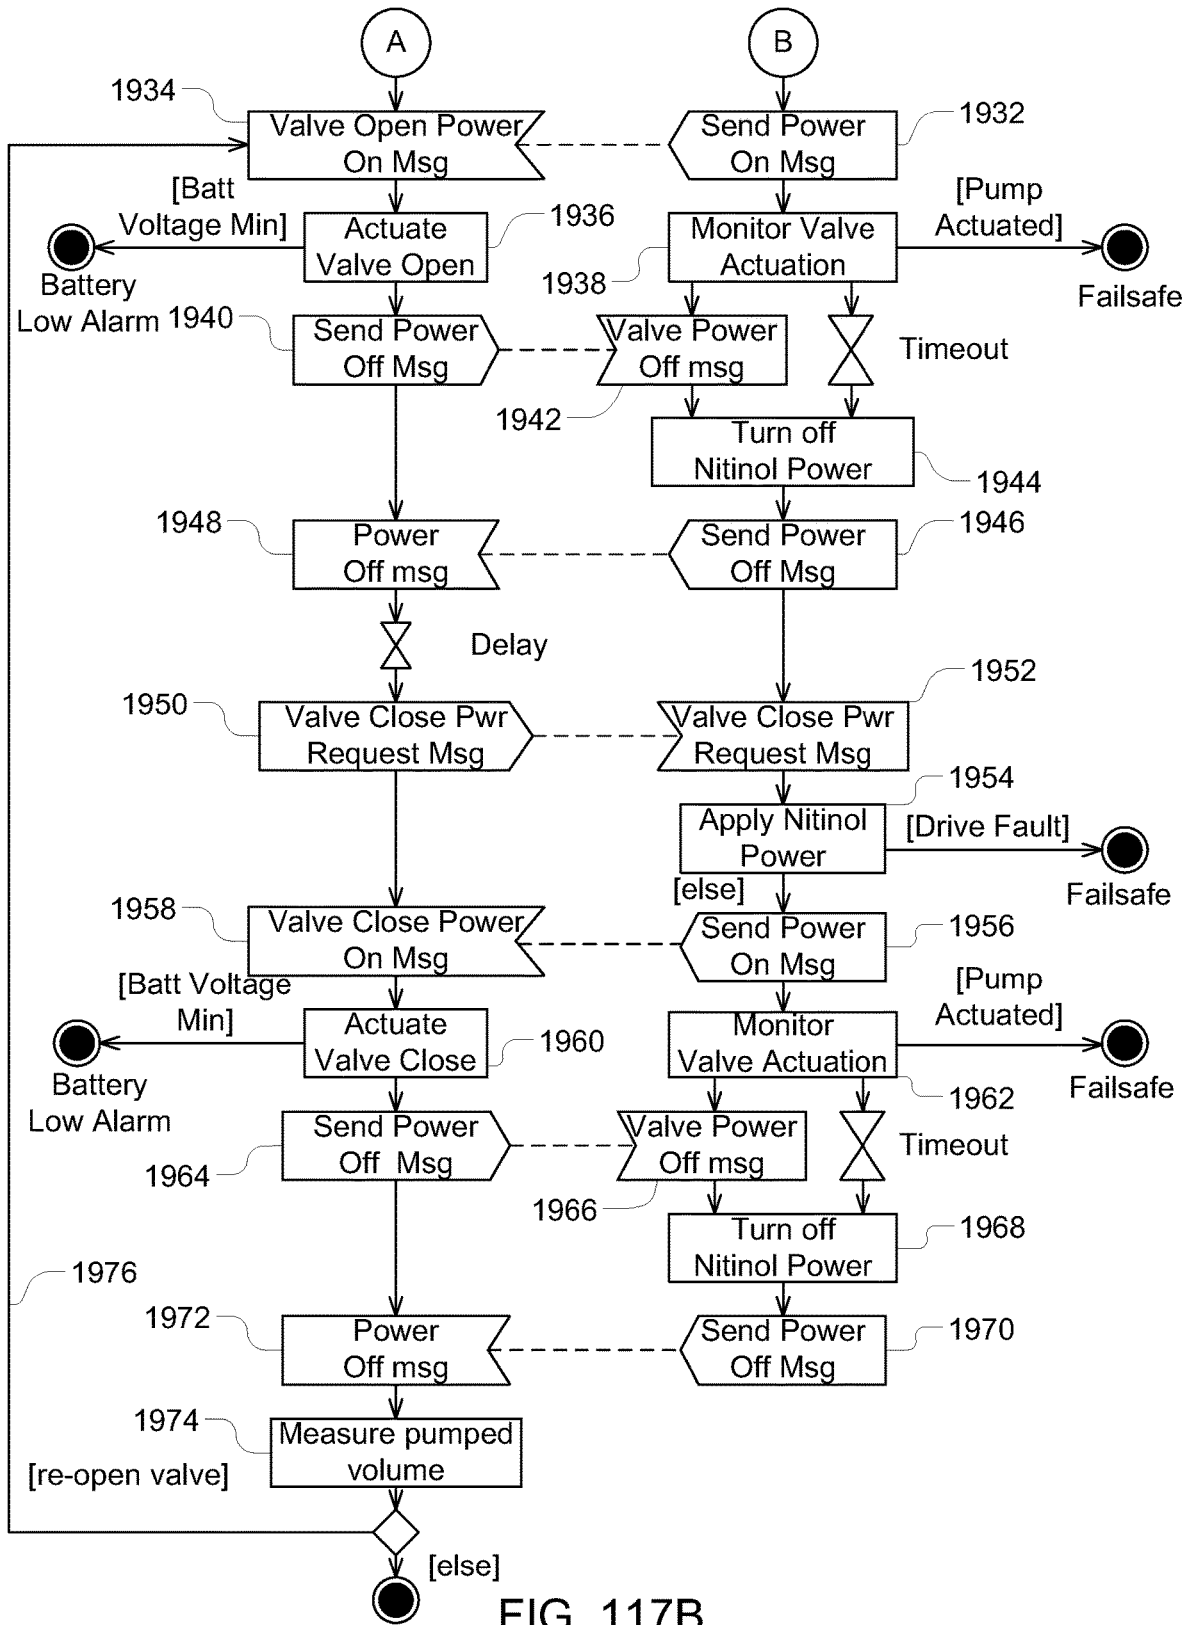 A
B
1934
Valve Open Power
On Msg
Send Power
On Msg
1932
[Batt
Voltage Min]
Actuate
Valve Open
1936
Monitor Valve
Actuation
1938
[Pump
Actuated]
Battery
Low Alarm
Failsafe
1940
Send Power
Off Msg
Valve Power
Off msg
1942
Timeout
Turn off
Nitinol Power
1944
1948
Power
Off msg
Send Power
Off Msg
1946
Delay
1950
Valve Close Pwr
Request Msg
Valve Close Pwr
Request Msg
1952
1954
Apply Nitinol
Power
[Drive Fault]
Failsafe
[else]
1958
Valve Close Power
On Msg
Send Power
On Msg
1956
[Batt Voltage
Min]
Actuate
Valve Close
1960
Monitor
Valve Actuation
1962
[Pump
Actuated]
Battery
Low Alarm
Failsafe
Send Power
Off Msg
1964
Valve Power
Off msg
1966
Timeout
Turn off
Nitinol Power
1968
1976
1972
Power
Off msg
Send Power
Off Msg
1970
1974
Measure pumped
volume
[re-open valve]
[else]
FIG. 117B